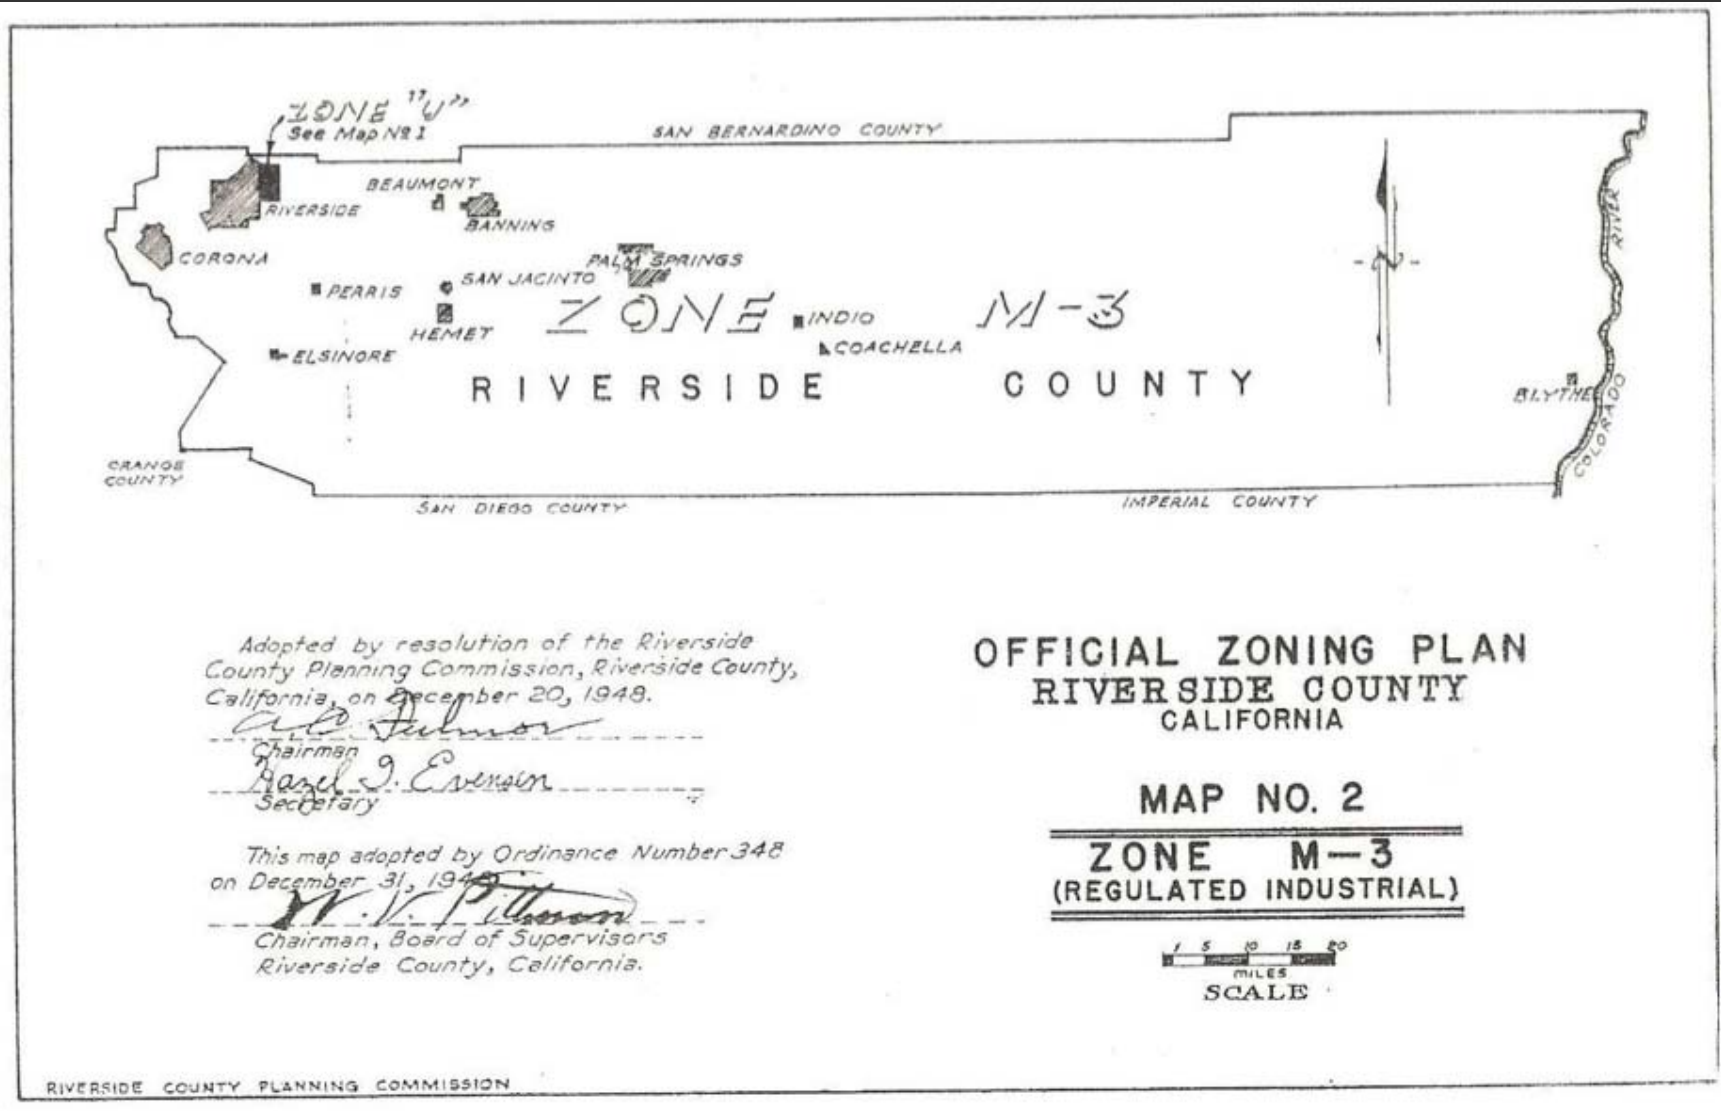 ZONE "U"
See Map No 1
SAN BERNARDINO COUNTY
BEAUMONT
RIVERSIDE
BANNING
CORONA
PALM SPRINGS
PERRIS
SAN JACINTO
HEMET
ELSINORE
ZONE M-3
INDIO
COACHELLA
RIVERSIDE COUNTY
N
BLYTHE
COLORADO RIVER
ORANGE
COUNTY
SAN DIEGO COUNTY
IMPERIAL COUNTY
Adopted by resolution of the Riverside
County Planning Commission, Riverside County,
California, on December 20, 1948.
Chairman
Hazel I. Evensen
Secretary
This map adopted by Ordinance Number 348
on December 31, 1948
W. V. Pittman
Chairman, Board of Supervisors
Riverside County, California.
OFFICIAL ZONING PLAN
RIVERSIDE COUNTY
CALIFORNIA
MAP NO. 2
ZONE M-3
(REGULATED INDUSTRIAL)
1 5 10 15 20
MILES
SCALE
RIVERSIDE COUNTY PLANNING COMMISSION